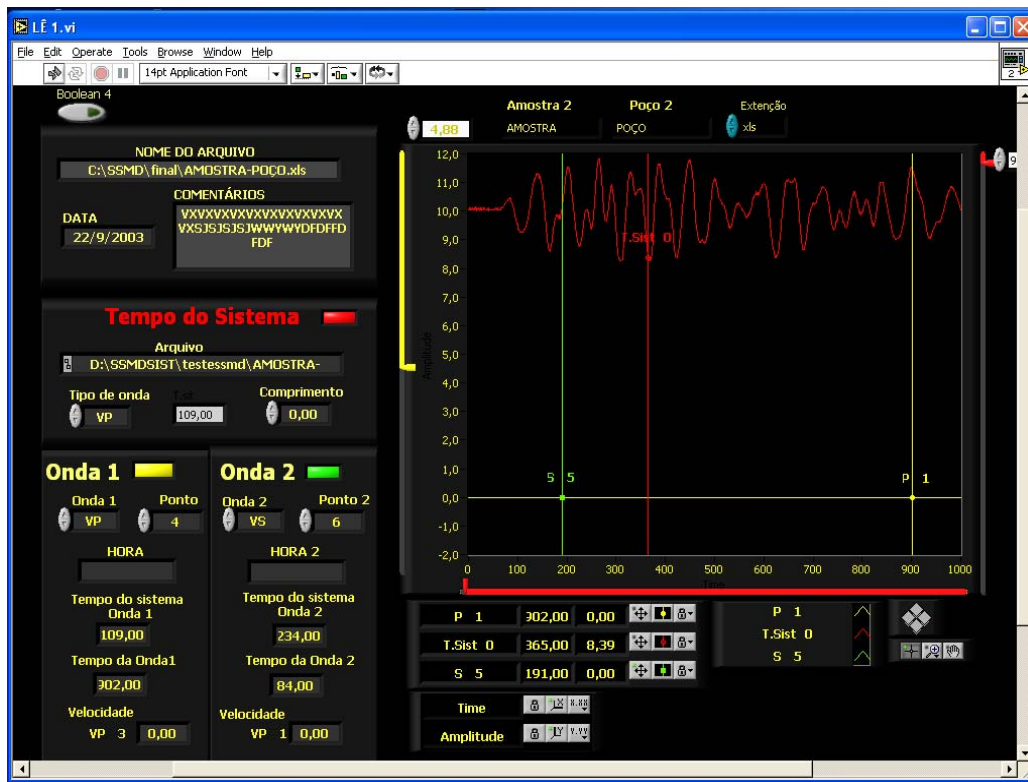 LÊ 1.vi
File Edit Operate Tools Browse Window Help
14pt Application Font
2
Boolean 4
NOME DO ARQUIVO
C:\SSMD\final\AMOSTRA-POÇO.xls
COMENTÁRIOS
VXVXVXVXVXVXVXVXVXVXVX
VXSJSJSJSJWWYWYDFDFFD
FDF
DATA
22/9/2003
Amostra 2 Poço 2 Extenção
4,88 AMOSTRA POÇO xls
9
Tempo do Sistema
Arquivo
D:\SSMDSIST\testessmd\AMOSTRA-
Tipo de onda T.sit Comprimento
VP 109,00 0,00
Onda 1 Onda 2
Onda 1 Ponto Onda 2 Ponto 2
VP 4 VS 6
HORA HORA 2
Tempo do sistema Onda 1
109,00
Tempo do sistema Onda 2
234,00
Tempo da Onda1 Tempo da Onda 2
902,00 84,00
Velocidade Velocidade
VP 3 0,00 VP 1 0,00
12,0
11,0
10,0
9,0
8,0
7,0
6,0
5,0
4,0
3,0
2,0
1,0
0,0
-1,0
-2,0
Amplitude
T.Sist 0
S 5
P 1
0 100 200 300 400 500 600 700 800 900 1000
Time
P 1 902,00 0,00
T.Sist 0 365,00 8,39
S 5 191,00 0,00
P 1
T.Sist 0
S 5
Time X X.XX
Amplitude Y Y.YY